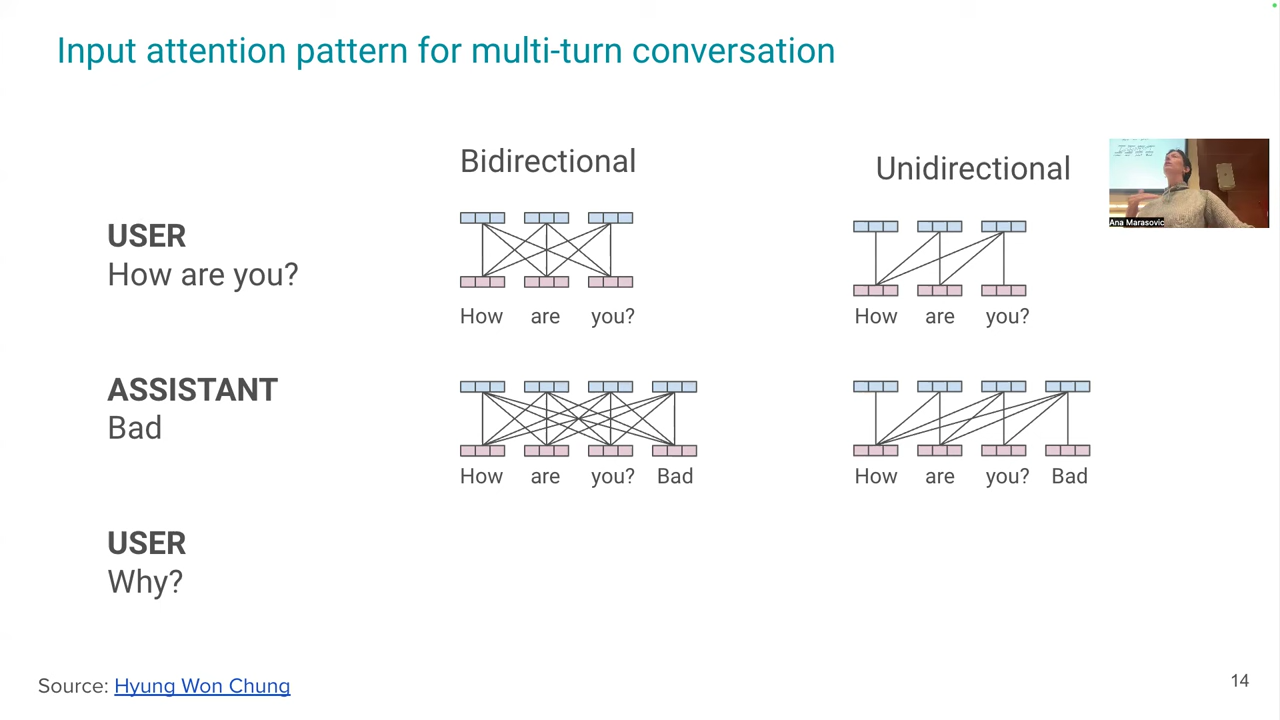 Input attention pattern for multi-turn conversation
Bidirectional
Unidirectional
USER
How are you?
How are you?
How are you?
Ana Marasovic
ASSISTANT
Bad
How are you? Bad
How are you? Bad
USER
Why?
Source: Hyung Won Chung
14